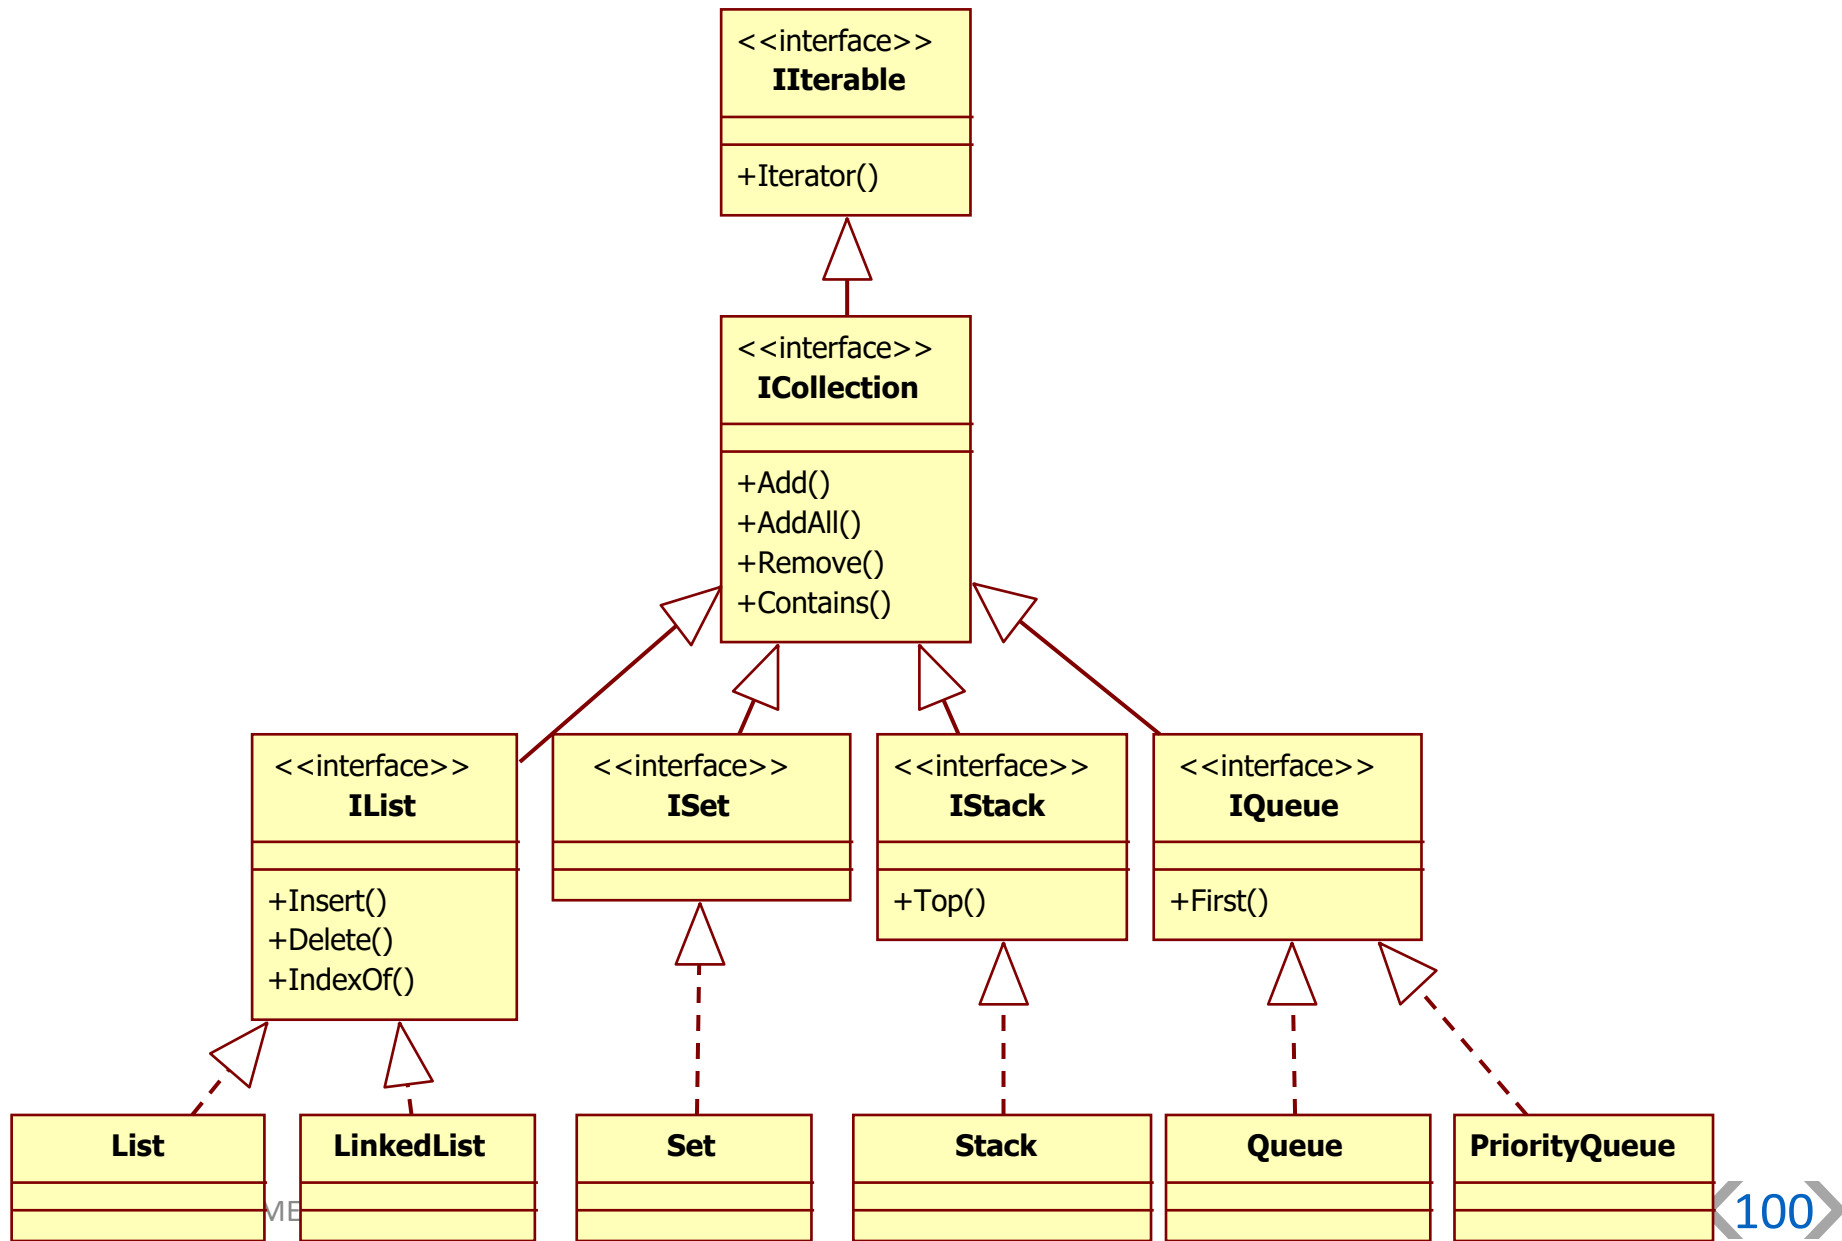 <<interface>>
IIterable
+Iterator()
<<interface>>
ICollection
+Add()
+AddAll()
+Remove()
+Contains()
<<interface>>
IList
+Insert()
+Delete()
+IndexOf()
<<interface>>
ISet
<<interface>>
IStack
+Top()
<<interface>>
IQueue
+First()
List
LinkedList
Set
Stack
Queue
PriorityQueue
100